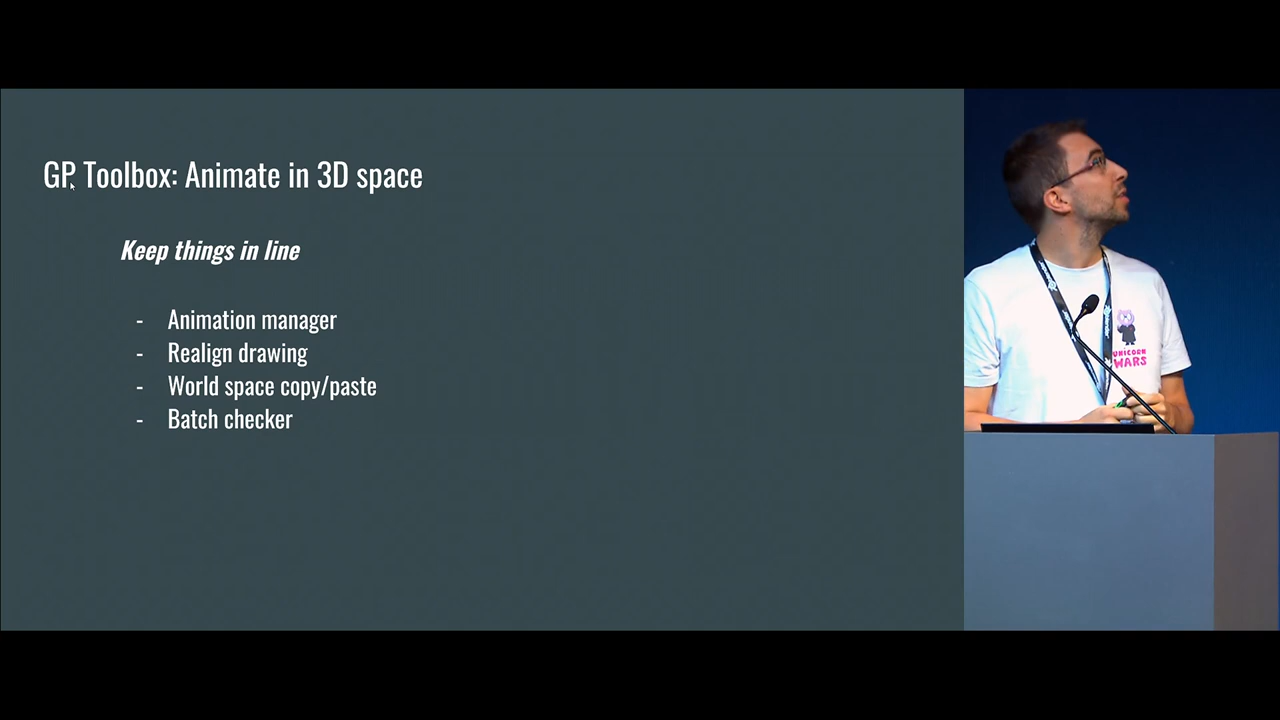 GP Toolbox: Animate in 3D space
Keep things in line
- Animation manager
- Realign drawing
- World space copy/paste
- Batch checker
UNICORN
WARS